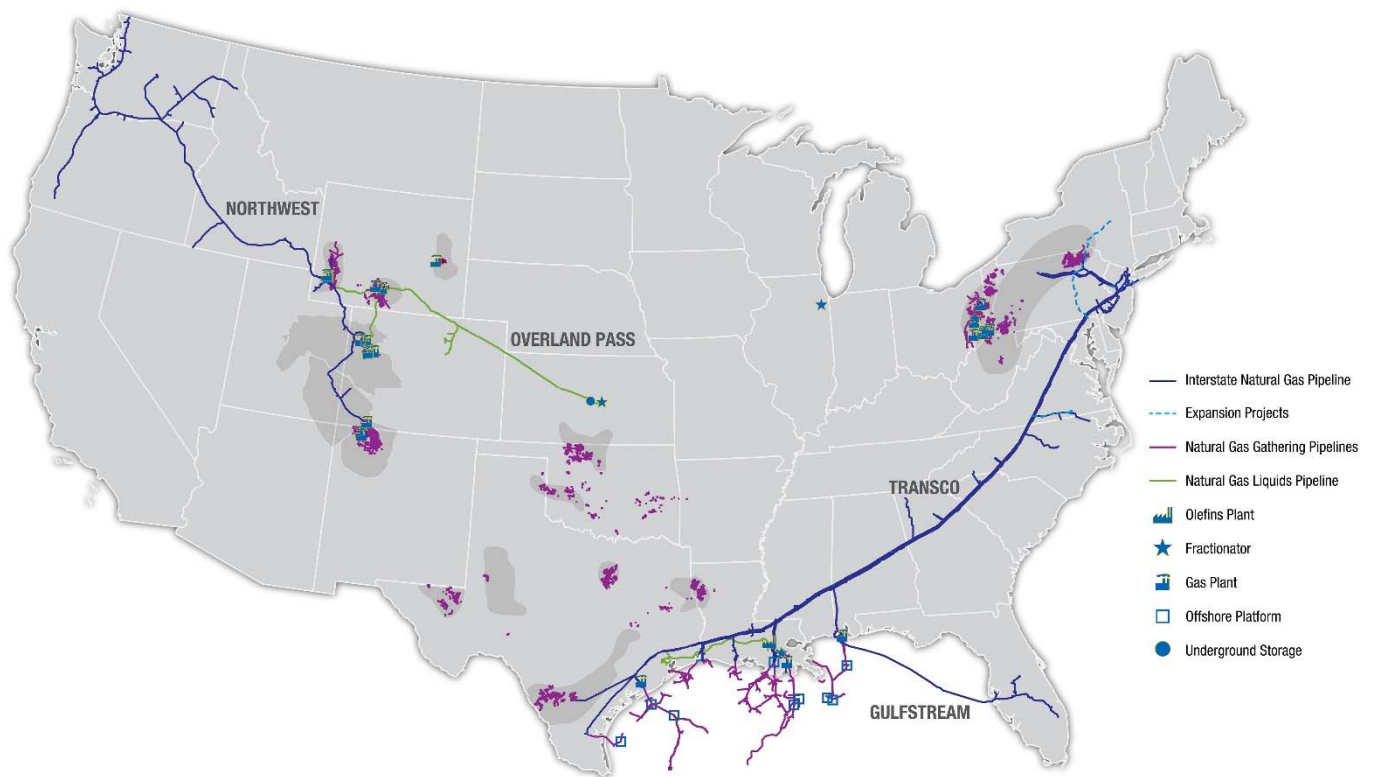 NORTHWEST
OVERLAND PASS
TRANSCO
GULFSTREAM
Interstate Natural Gas Pipeline
Expansion Projects
Natural Gas Gathering Pipelines
Natural Gas Liquids Pipeline
Olefins Plant
Fractionator
Gas Plant
Offshore Platform
Underground Storage